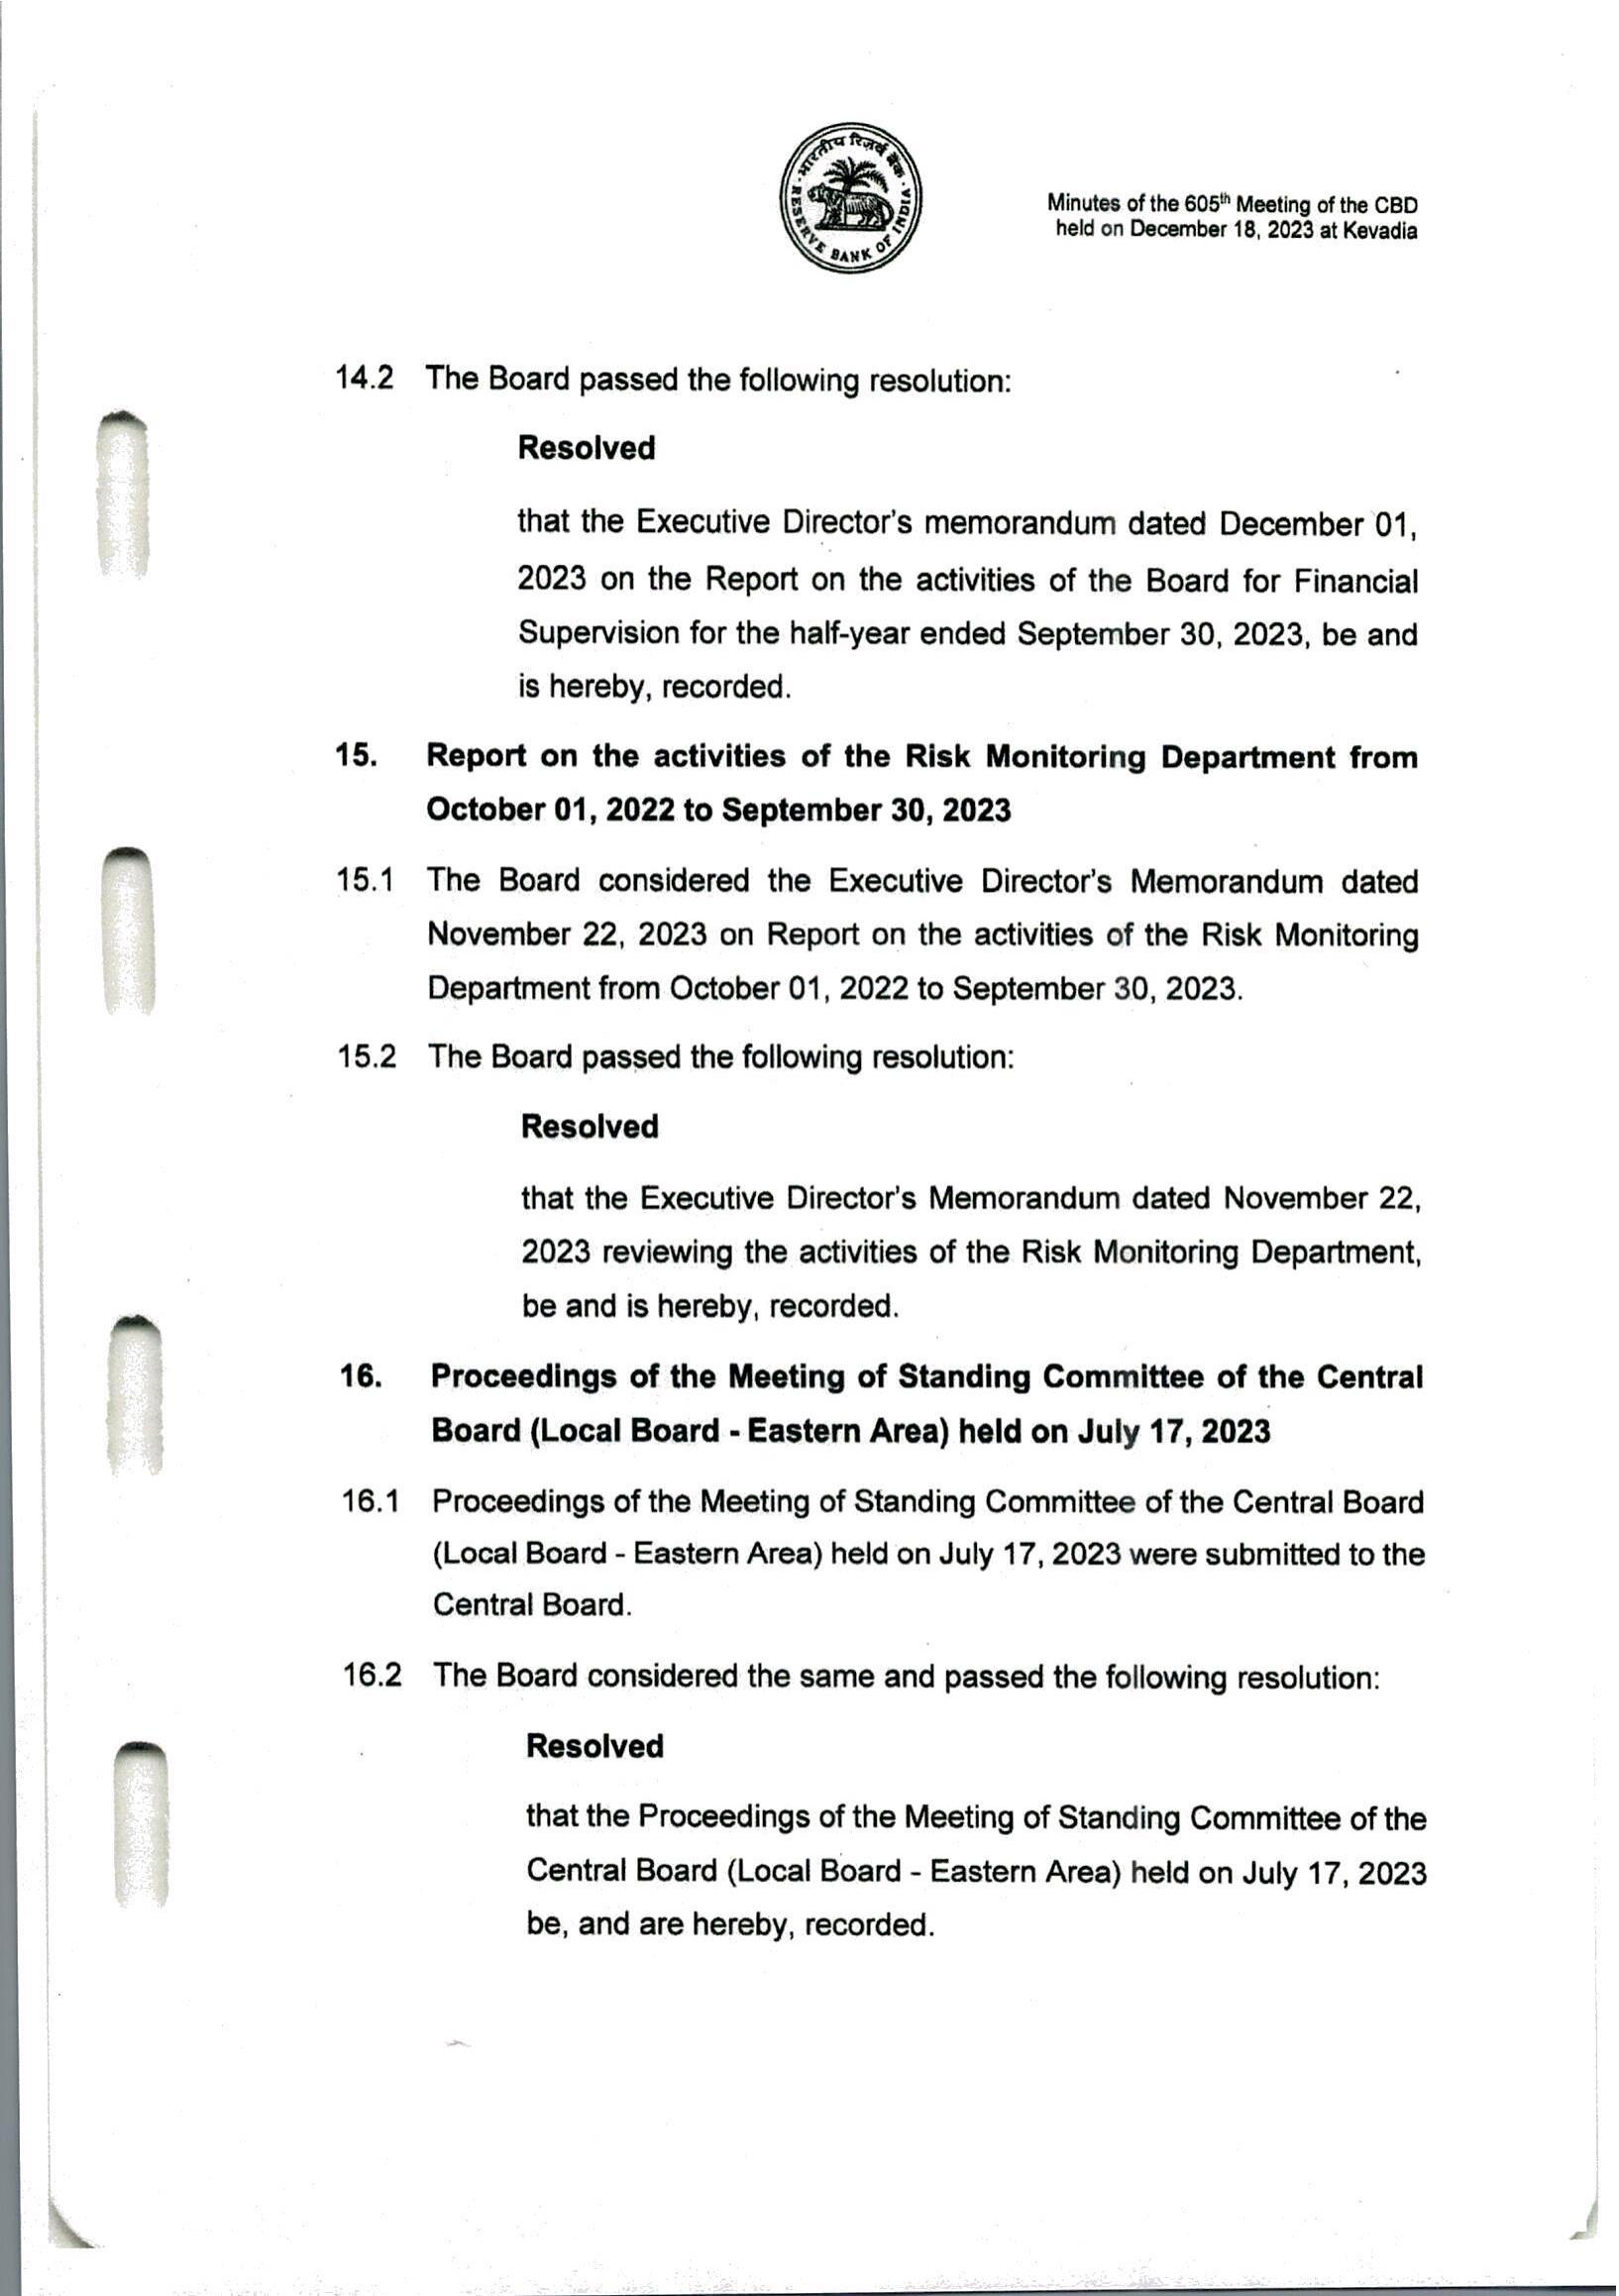 भारतीय रिज़र्व बैंक
RESERVE BANK OF INDIA
Minutes of the 605th Meeting of the CBD
held on December 18, 2023 at Kevadia
14.2 The Board passed the following resolution:
Resolved
that the Executive Director's memorandum dated December 01,
2023 on the Report on the activities of the Board for Financial
Supervision for the half-year ended September 30, 2023, be and
is hereby, recorded.
15. Report on the activities of the Risk Monitoring Department from
October 01, 2022 to September 30, 2023
15.1 The Board considered the Executive Director's Memorandum dated
November 22, 2023 on Report on the activities of the Risk Monitoring
Department from October 01, 2022 to September 30, 2023.
15.2 The Board passed the following resolution:
Resolved
that the Executive Director's Memorandum dated November 22,
2023 reviewing the activities of the Risk Monitoring Department,
be and is hereby, recorded.
16. Proceedings of the Meeting of Standing Committee of the Central
Board (Local Board - Eastern Area) held on July 17, 2023
16.1 Proceedings of the Meeting of Standing Committee of the Central Board
(Local Board - Eastern Area) held on July 17, 2023 were submitted to the
Central Board.
16.2 The Board considered the same and passed the following resolution:
Resolved
that the Proceedings of the Meeting of Standing Committee of the
Central Board (Local Board - Eastern Area) held on July 17, 2023
be, and are hereby, recorded.